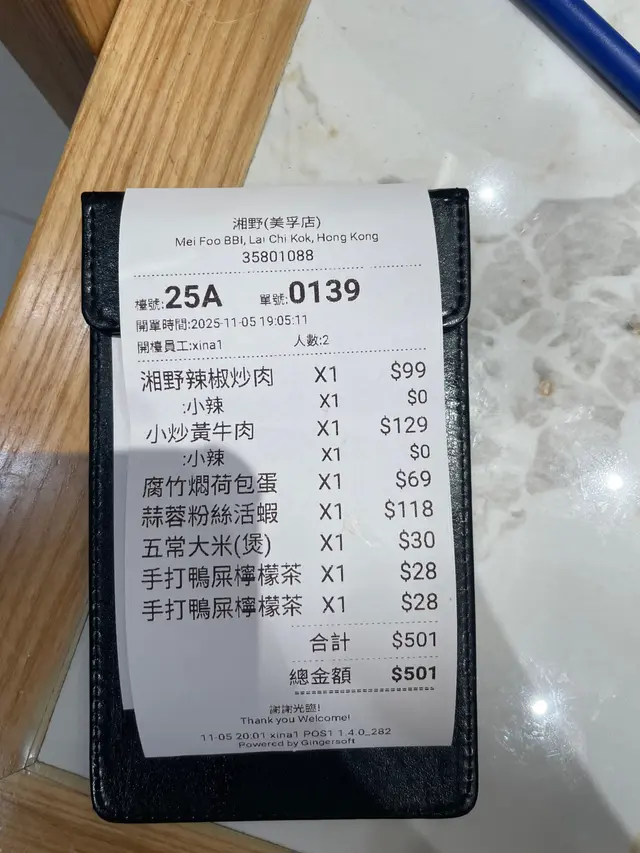 湘野(美孚店)
Mei Foo BBI, Lai Chi Kok, Hong Kong
35801088
檯號:25A 單號:0139
開單時間:2025-11-05 19:05:11
開檯員工:xina1 人數:2
湘野辣椒炒肉 X1 $99
:小辣 X1 $0
小炒黃牛肉 X1 $129
:小辣 X1 $0
腐竹燜荷包蛋 X1 $69
蒜蓉粉絲活蝦 X1 $118
五常大米(煲) X1 $30
手打鴨屎檸檬茶 X1 $28
手打鴨屎檸檬茶 X1 $28
合計 $501
總金額 $501
謝謝光臨!
Thank you Welcome!
11-05 20:01 xina1 POS1 1.4.0_282
Powered by Gingersoft